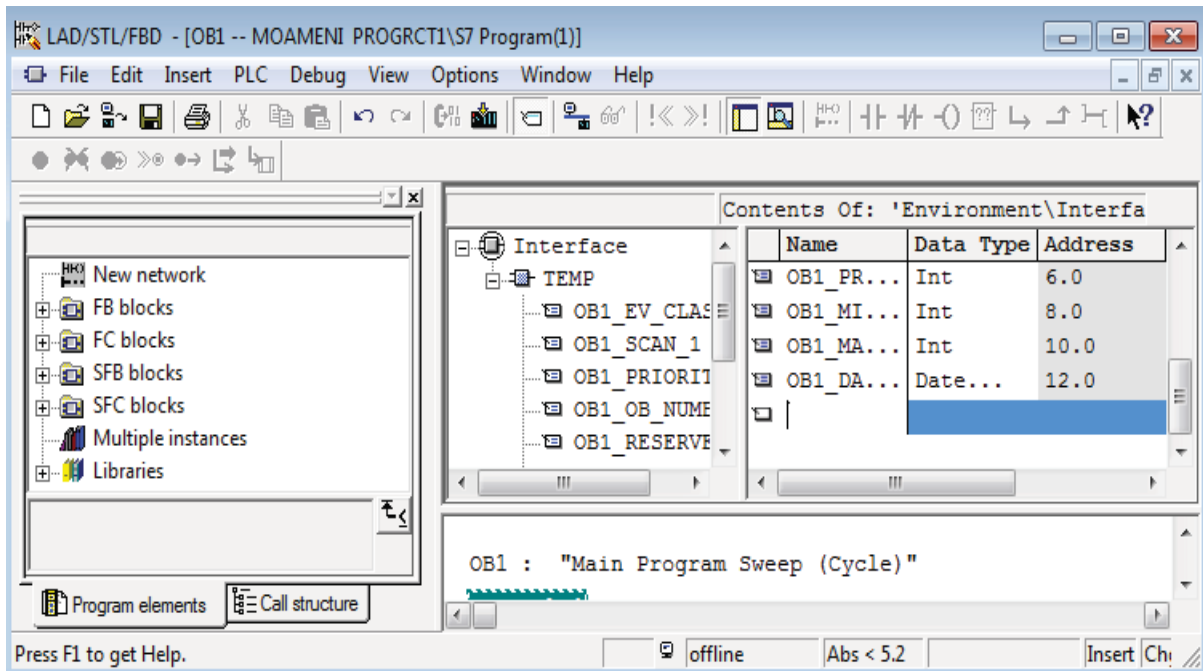 LAD/STL/FBD - [OB1 -- MOAMENI PROGRCT1\S7 Program(1)]
File Edit Insert PLC Debug View Options Window Help
New network
FB blocks
FC blocks
SFB blocks
SFC blocks
Multiple instances
Libraries
Program elements
Call structure
Contents Of: 'Environment\Interfa
Interface
TEMP
OB1_EV_CLAS
OB1_SCAN_1
OB1_PRIORIT
OB1_OB_NUME
OB1_RESERVE
Name Data Type Address
OB1_PR... Int 6.0
OB1_MI... Int 8.0
OB1_MA... Int 10.0
OB1_DA... Date... 12.0
OB1 : "Main Program Sweep (Cycle)"
Press F1 to get Help.
offline
Abs < 5.2
Insert